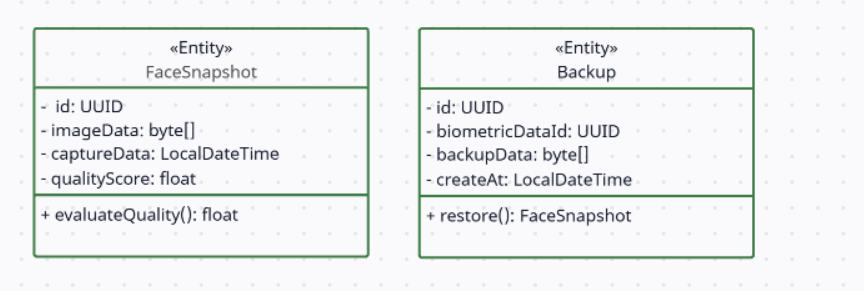 «Entity»
FaceSnapshot
- id: UUID
- imageData: byte[]
- captureData: LocalDateTime
- qualityScore: float
+ evaluateQuality(): float
«Entity»
Backup
- id: UUID
- biometricDataId: UUID
- backupData: byte[]
- createAt: LocalDateTime
+ restore(): FaceSnapshot